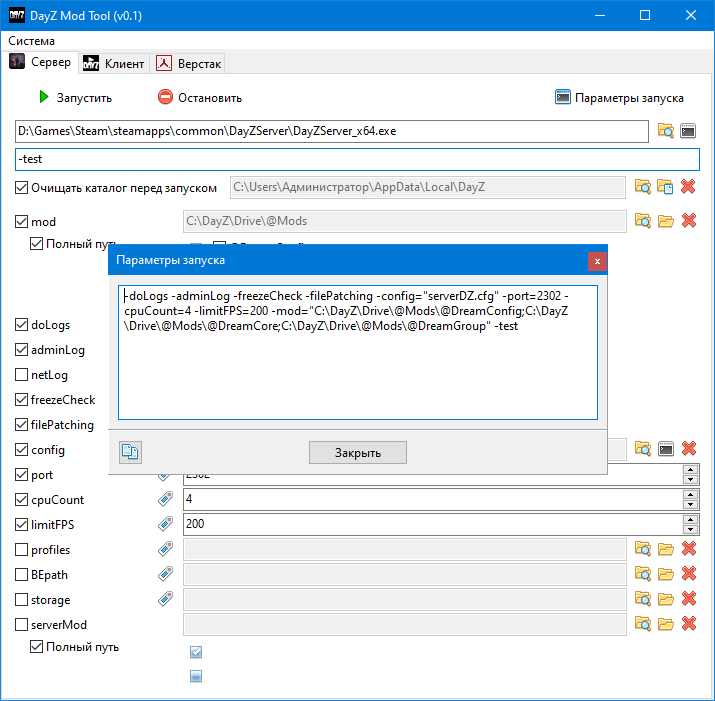 DayZ Mod Tool (v0.1)
Система
Сервер
Клиент
Верстак
Запустить
Остановить
Параметры запуска
D:\Games\Steam\steamapps\common\DayZServer\DayZServer_x64.exe
-test
Очищать каталог перед запуском
C:\Users\Администратор\AppData\Local\DayZ
mod
C:\DayZ\Drive\@Mods
Полный путь
Параметры запуска
-doLogs -adminLog -freezeCheck -filePatching -config="serverDZ.cfg" -port=2302 -
cpuCount=4 -limitFPS=200 -mod="C:\DayZ\Drive\@Mods\@DreamConfig;C:\DayZ
\Drive\@Mods\@DreamCore;C:\DayZ\Drive\@Mods\@DreamGroup" -test
Закрыть
doLogs
adminLog
netLog
freezeCheck
filePatching
config
port
2302
cpuCount
4
limitFPS
200
profiles
BEpath
storage
serverMod
Полный путь